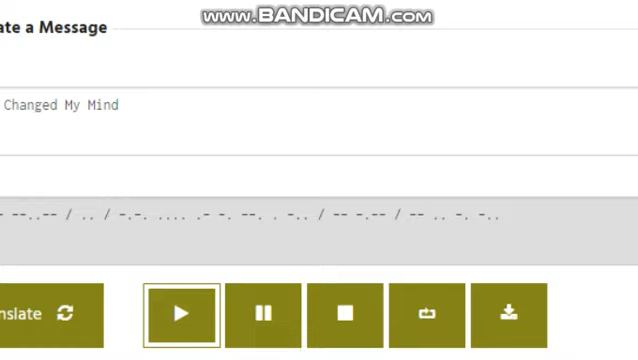 www.BANDICAM.com
ate a Message
Changed My Mind
- --..-- / .. / -.-. .... .- -. --. . -.. / -- -.-- / -- .. -. -..
nslate